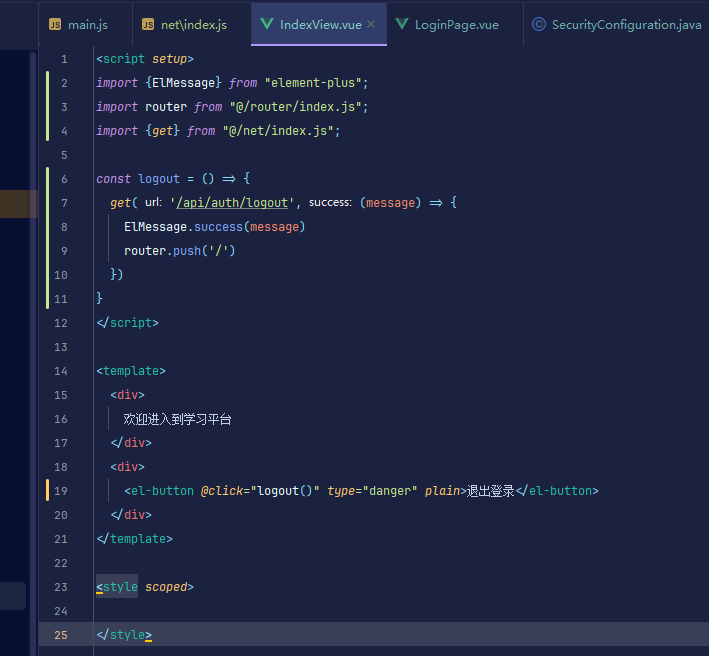 JS main.js JS net\index.js IndexView.vue × LoginPage.vue SecurityConfiguration.java
1 <script setup>
2 import {ElMessage} from "element-plus";
3 import router from "@/router/index.js";
4 import {get} from "@/net/index.js";
5
6 const logout = () => {
7 get( url: '/api/auth/logout', success: (message) => {
8 ElMessage.success(message)
9 router.push('/')
10 })
11 }
12 </script>
13
14 <template>
15 <div>
16 欢迎进入到学习平台
17 </div>
18 <div>
19 <el-button @click="logout()" type="danger" plain>退出登录</el-button>
20 </div>
21 </template>
22
23 <style scoped>
24
25 </style>